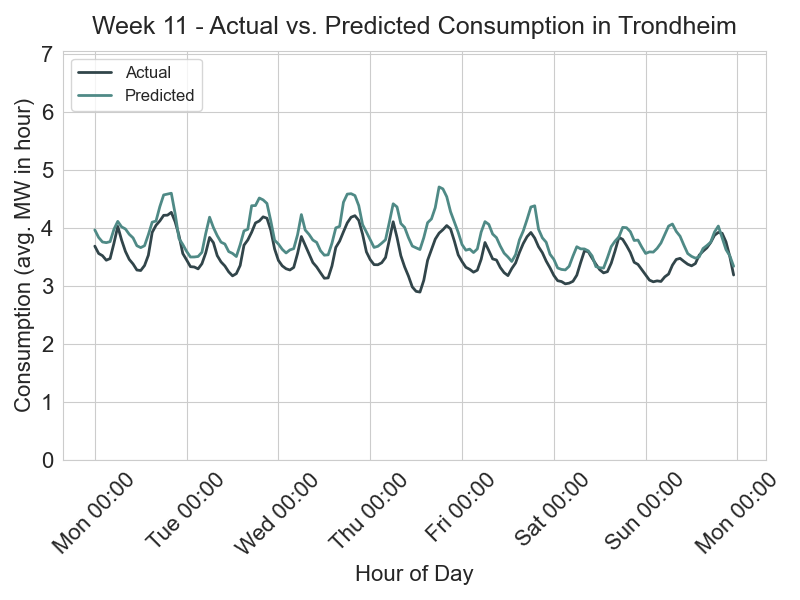 Week 11 - Actual vs. Predicted Consumption in Trondheim
Actual
Predicted
Consumption (avg. MW in hour)
7
6
5
4
3
2
1
0
Mon 00:00
Tue 00:00
Wed 00:00
Thu 00:00
Fri 00:00
Sat 00:00
Sun 00:00
Mon 00:00
Hour of Day